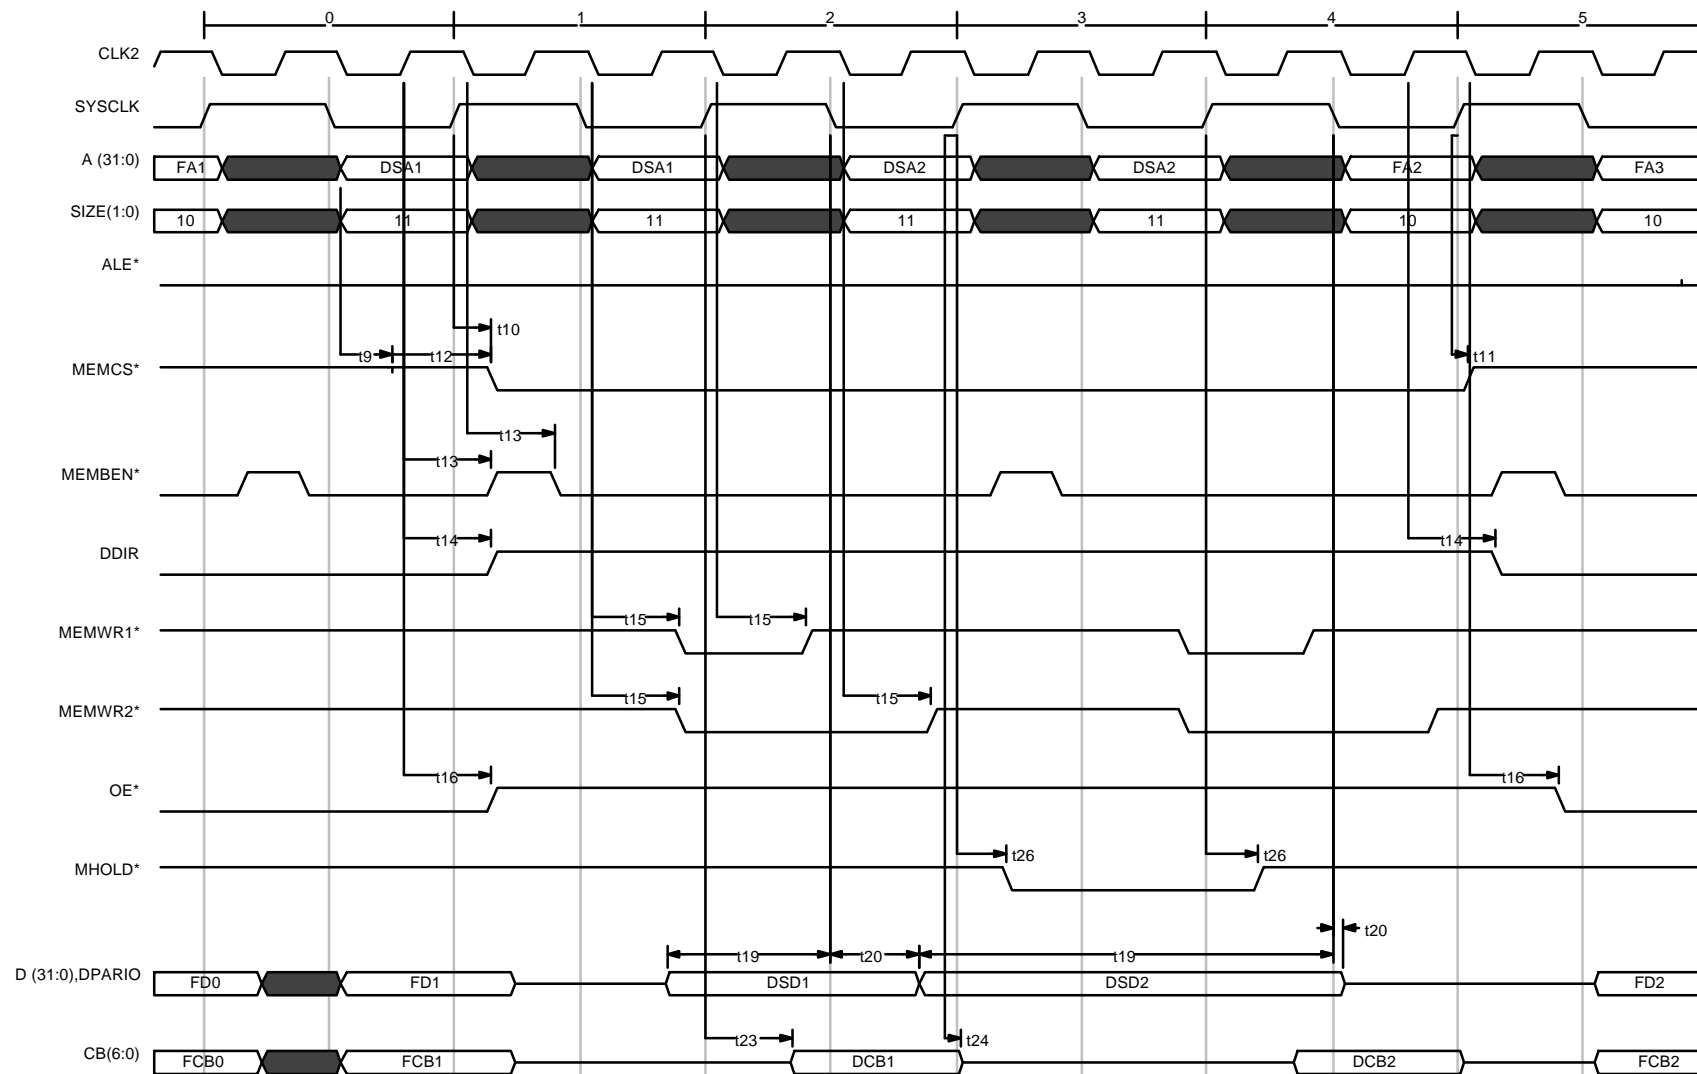 0 1 2 3 4 5
CLK2
SYSCLK
A (31:0) FA1 DSA1 DSA1 DSA2 DSA2 FA2 FA3
SIZE(1:0) 10 11 11 11 11 10 10
ALE*
t10
t9 t12 t11
MEMCS*
t13
t13
MEMBEN*
t14 t14
DDIR
t15 t15
MEMWR1*
t15 t15
MEMWR2*
t16 t16
OE*
t26 t26
MHOLD*
t20
t19 t20 t19
D (31:0),DPARIO FD0 FD1 DSD1 DSD2 FD2
t23 t24
CB(6:0) FCB0 FCB1 DCB1 DCB2 FCB2